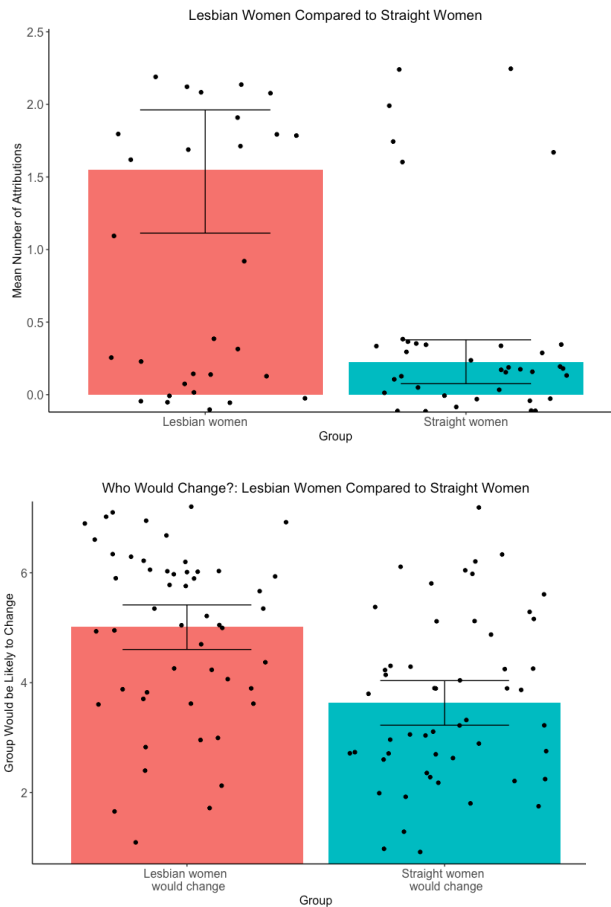 Lesbian Women Compared to Straight Women
Mean Number of Attributions
2.5
2.0
1.5
1.0
0.5
0.0
Lesbian women
Straight women
Group
Who Would Change?: Lesbian Women Compared to Straight Women
Group Would be Likely to Change
6
4
2
Lesbian women
would change
Straight women
would change
Group